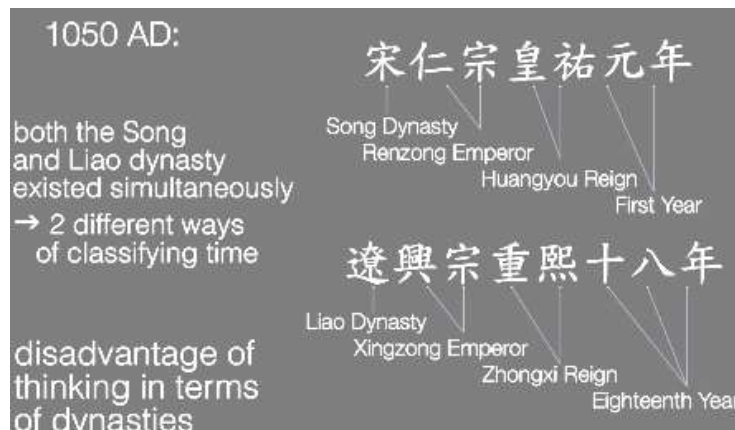 1050 AD:
both the Song
and Liao dynasty
existed simultaneously
→ 2 different ways
of classifying time
disadvantage of
thinking in terms
of dynasties
宋仁宗皇祐元年
Song Dynasty
Renzong Emperor
Huangyou Reign
First Year
遼興宗重熙十八年
Liao Dynasty
Xingzong Emperor
Zhongxi Reign
Eighteenth Year